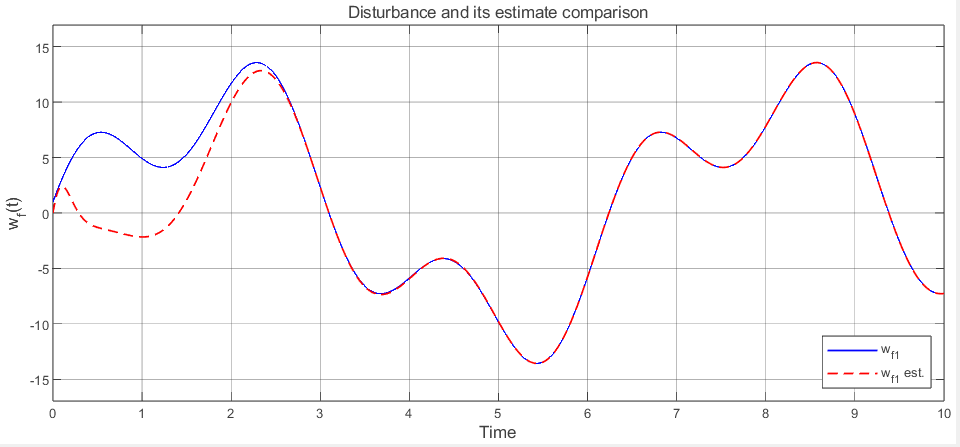 Disturbance and its estimate comparison
w_f(t)
15
10
5
0
-5
-10
-15
0 1 2 3 4 5 6 7 8 9 10
Time
w_f1
w_f1 est.